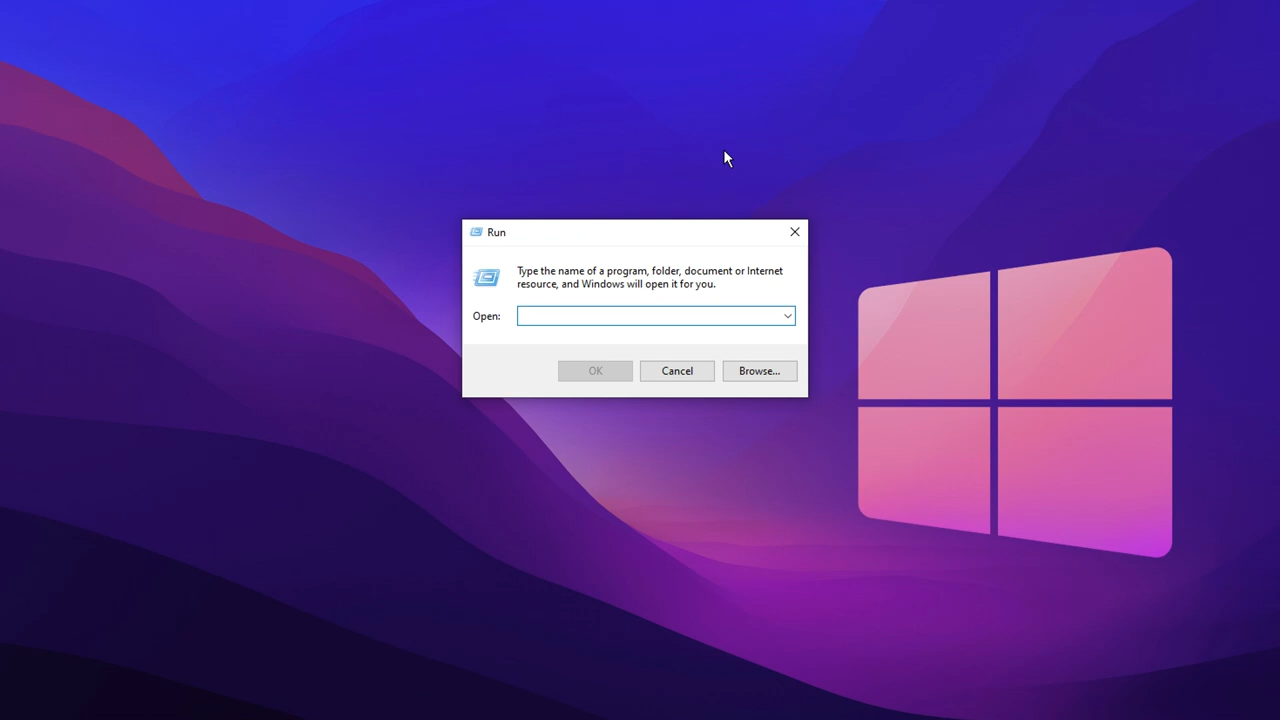 Run
Type the name of a program, folder, document or Internet
resource, and Windows will open it for you.
Open:
OK
Cancel
Browse...